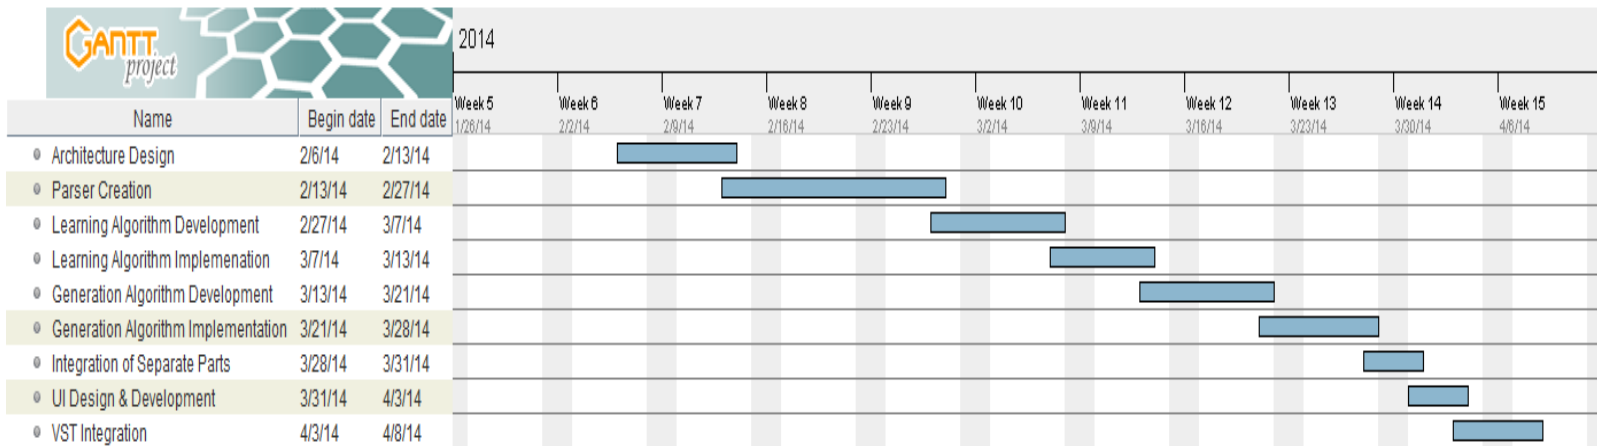 GANTT
project
2014
Week 5 Week 6 Week 7 Week 8 Week 9 Week 10 Week 11 Week 12 Week 13 Week 14 Week 15
1/26/14 2/2/14 2/9/14 2/16/14 2/23/14 3/2/14 3/9/14 3/16/14 3/23/14 3/30/14 4/6/14
Name Begin date End date
Architecture Design 2/6/14 2/13/14
Parser Creation 2/13/14 2/27/14
Learning Algorithm Development 2/27/14 3/7/14
Learning Algorithm Implemenation 3/7/14 3/13/14
Generation Algorithm Development 3/13/14 3/21/14
Generation Algorithm Implementation 3/21/14 3/28/14
Integration of Separate Parts 3/28/14 3/31/14
UI Design & Development 3/31/14 4/3/14
VST Integration 4/3/14 4/8/14